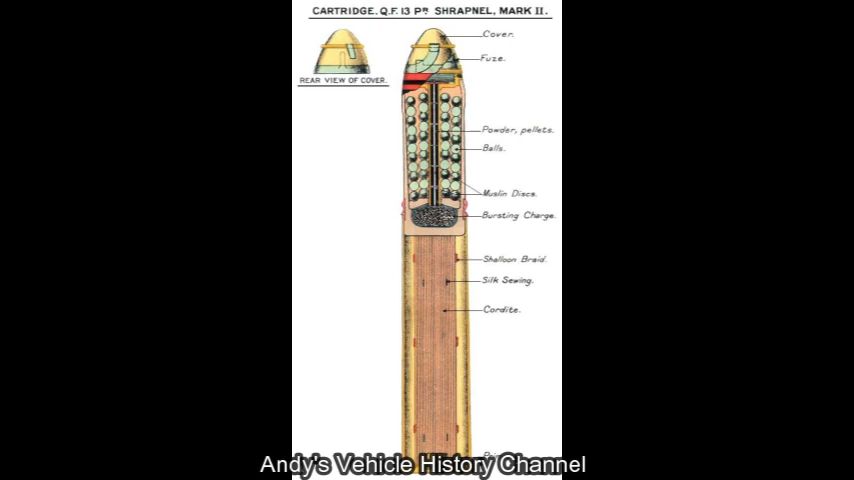 CARTRIDGE. Q.F. 13 PR SHRAPNEL, MARK II.
REAR VIEW OF COVER.
Cover.
Fuze.
Powder, pellets.
Balls.
Muslin Discs.
Bursting Charge.
Shalloon Braid.
Silk Sewing.
Cordite.
Andy's Vehicle History Channel